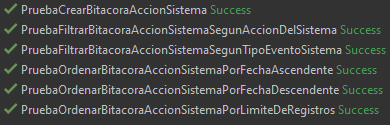 PruebaCrearBitacoraAccionSistema Success
PruebaFiltrarBitacoraAccionSistemaSegunAccionDelSistema Success
PruebaFiltrarBitacoraAccionSistemaSegunTipoEventoSistema Success
PruebaOrdenarBitacoraAccionSistemaPorFechaAscendente Success
PruebaOrdenarBitacoraAccionSistemaPorFechaDescendente Success
PruebaOrdenarBitacoraAccionSistemaPorLimiteDeRegistros Success